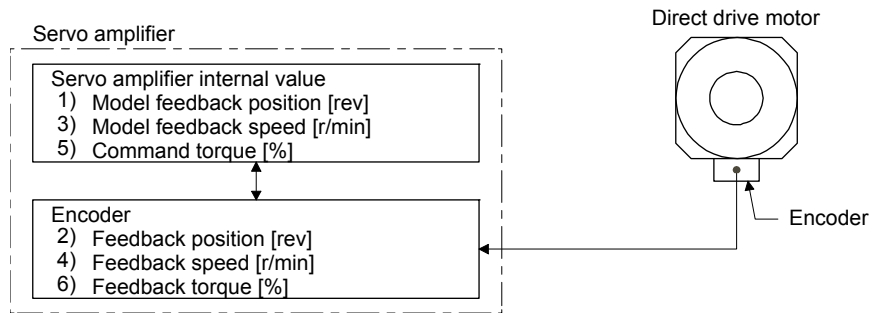 Direct drive motor
Servo amplifier
Servo amplifier internal value
1) Model feedback position [rev]
3) Model feedback speed [r/min]
5) Command torque [%]
Encoder
2) Feedback position [rev]
4) Feedback speed [r/min]
6) Feedback torque [%]
Encoder